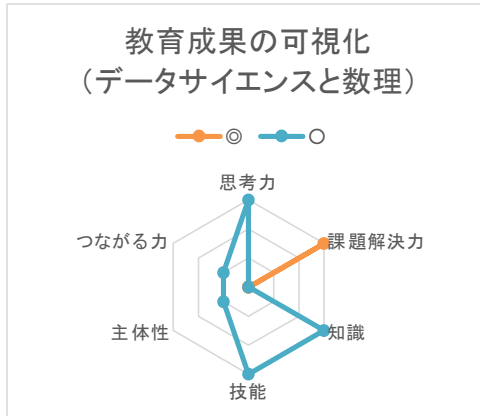 教育成果の可視化
（データサイエンスと数理）
◎ ○
思考力
つながる力 課題解決力
主体性 知識
技能